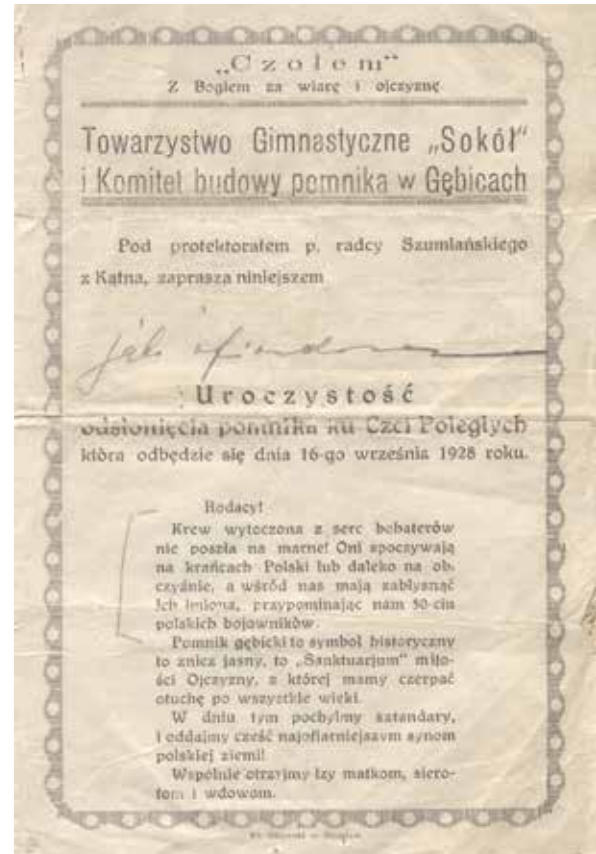 „Czołem"
Z Bogiem za wiarę i ojczyznę
Towarzystwo Gimnastyczne „Sokół"
i Komitet budowy pomnika w Gębicach
Pod protektoratem p. radcy Szumlańskiego
z Kątna, zaprasza niniejszem
jako
Uroczystość
odsłonięcia pomnika ku Czci Poległych
która odbędzie się dnia 16-go września 1928 roku.
Rodacy!
Krew wytoczona z serc bohaterów
nie poszła na marne! Oni spoczywają
na krańcach Polski lub daleko na ob-
czyźnie, a wśród nas mają zabłysnąć
Ich imiona, przypominając nam 50-ciu
polskich bojowników.
Pomnik gębicki to symbol historyczny
to znicz jasny, to „Sanktuarjum" miło-
ści Ojczyzny, z której mamy czerpać
otuchę po wszystkie wieki.
W dniu tym pochylmy sztandary,
i oddajmy cześć najofiarniejszym synom
polskiej ziemi!
Wspólnie otrzyjmy łzy matkom, siero-
tom i wdowom.